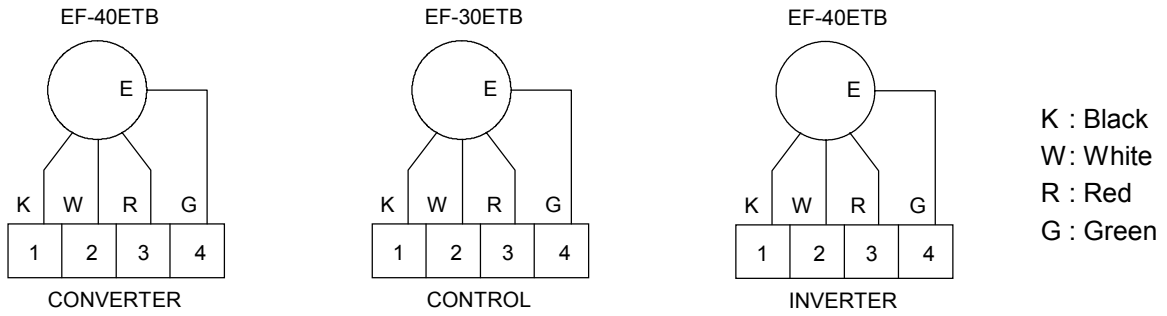 EF-40ETB
E
K W R G
1 2 3 4
CONVERTER
EF-30ETB
E
K W R G
1 2 3 4
CONTROL
EF-40ETB
E
K W R G
1 2 3 4
INVERTER
K : Black
W : White
R : Red
G : Green